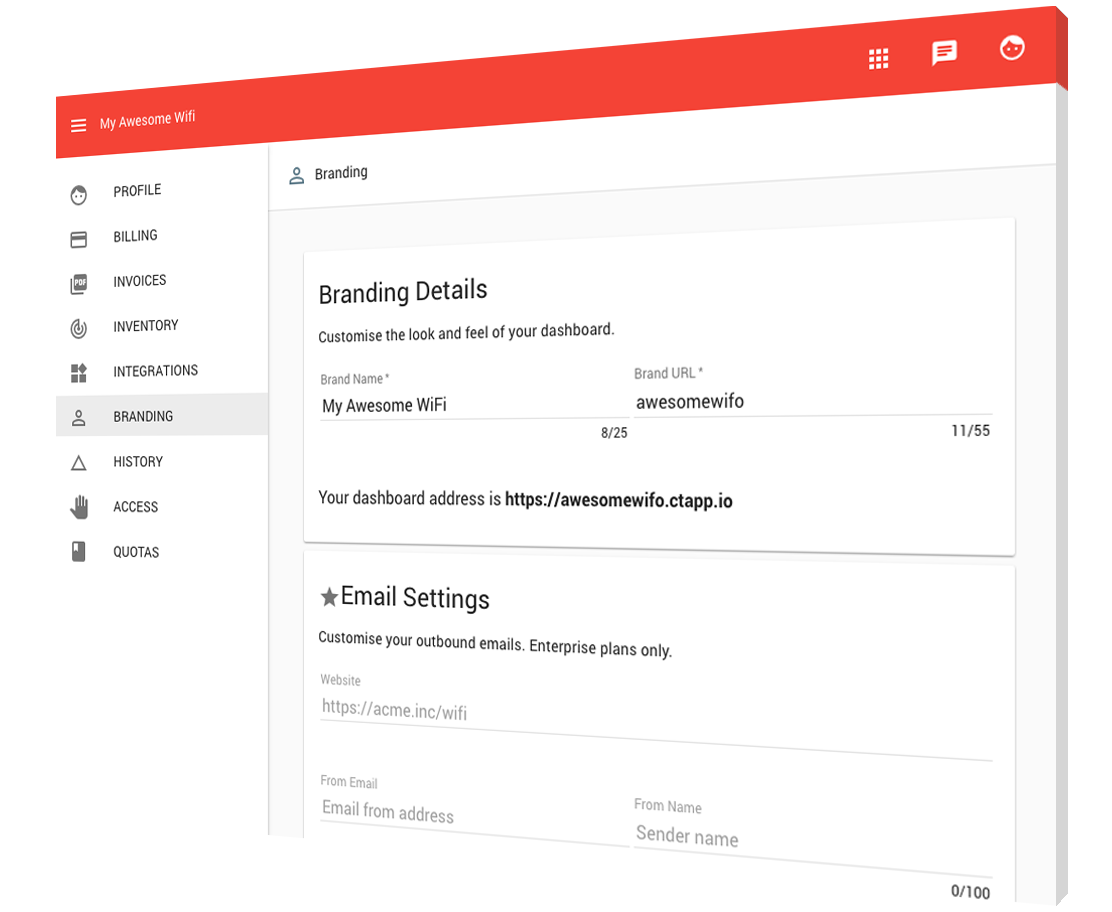 My Awesome Wifi
PROFILE
BILLING
PDF
INVOICES
INVENTORY
INTEGRATIONS
BRANDING
HISTORY
ACCESS
QUOTAS
Branding
Branding Details
Customise the look and feel of your dashboard.
Brand Name *
Brand URL *
My Awesome WiFi
awesomewifo
8/25
11/55
Your dashboard address is https://awesomewifo.ctapp.io
Email Settings
Customise your outbound emails. Enterprise plans only.
Website
https://acme.inc/wifi
From Email
From Name
Email from address
Sender name
0/100